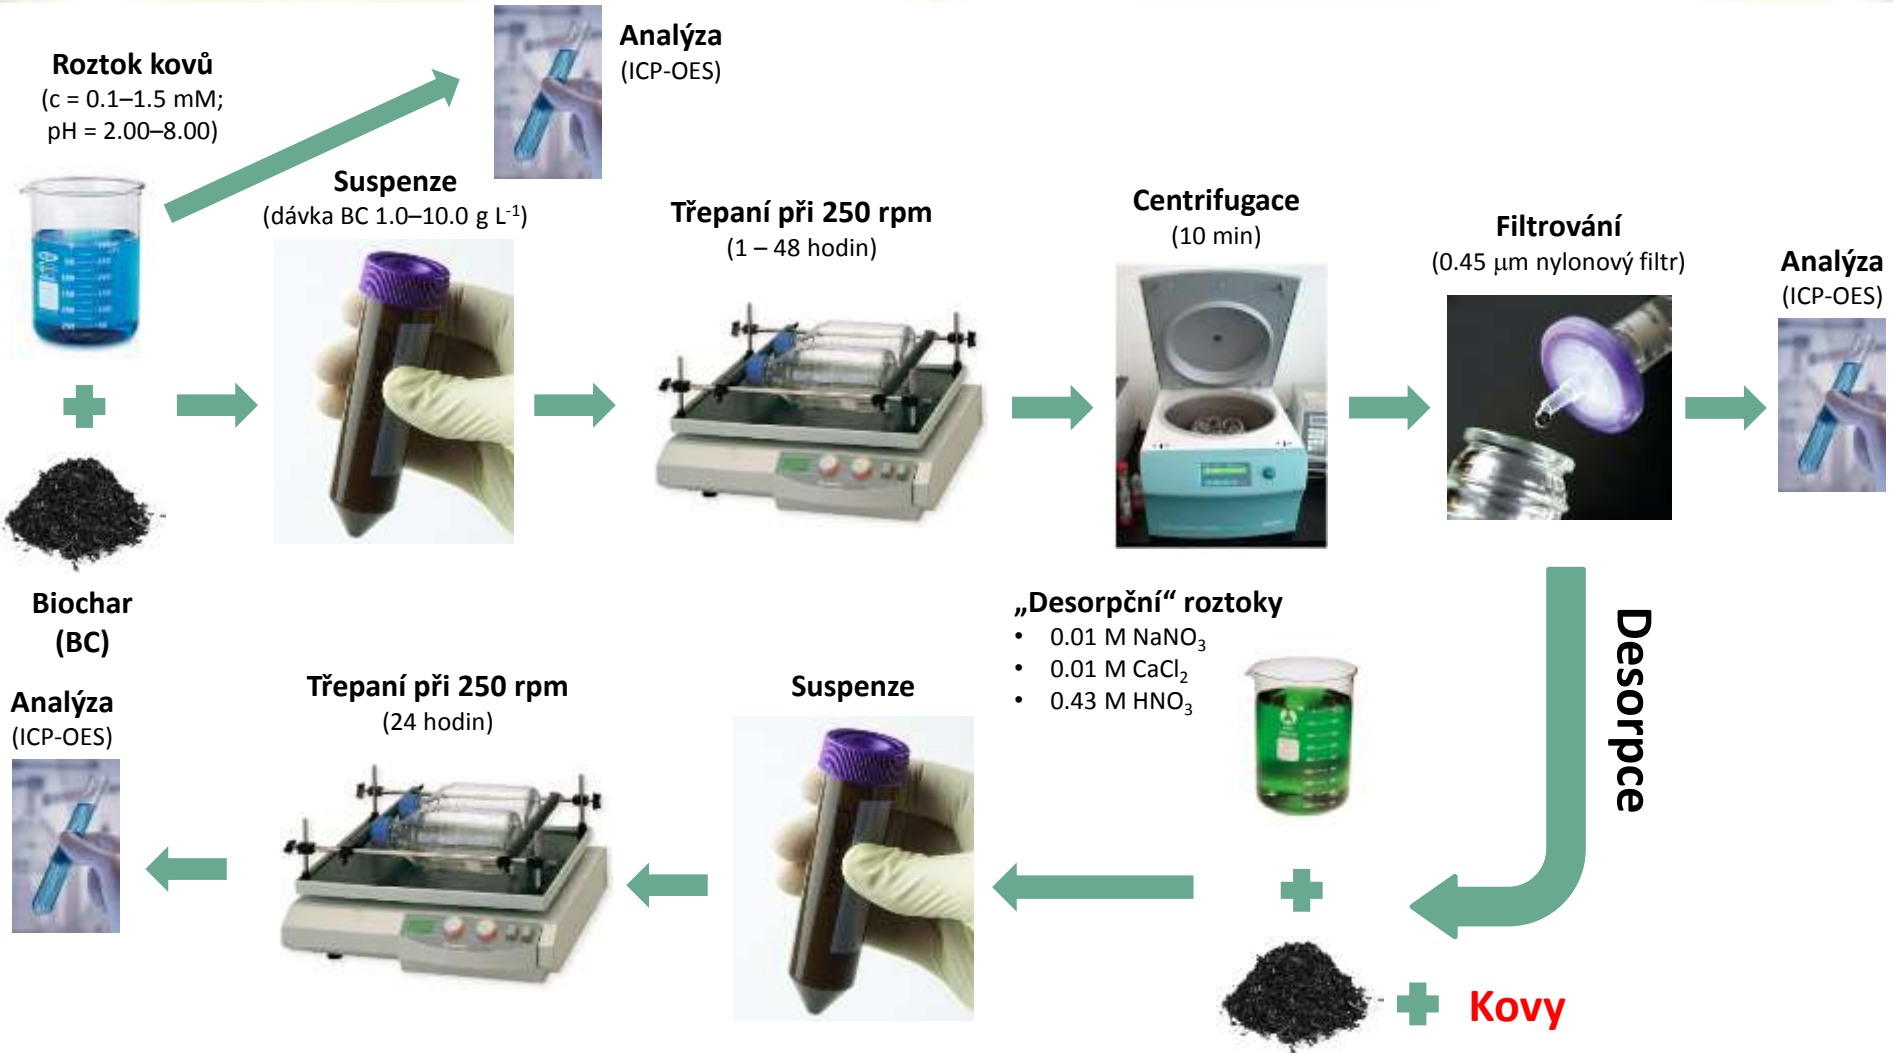 Roztok kovů
(c = 0.1–1.5 mM;
pH = 2.00–8.00)
Analýza
(ICP-OES)
Suspenze
(dávka BC 1.0–10.0 g L⁻¹)
Třepaní při 250 rpm
(1 – 48 hodin)
Centrifugace
(10 min)
Filtrování
(0.45 µm nylonový filtr)
Analýza
(ICP-OES)
Biochar
(BC)
Desorpce
„Desorpční“ roztoky
• 0.01 M NaNO₃
• 0.01 M CaCl₂
• 0.43 M HNO₃
Suspenze
Třepaní při 250 rpm
(24 hodin)
Analýza
(ICP-OES)
Kovy